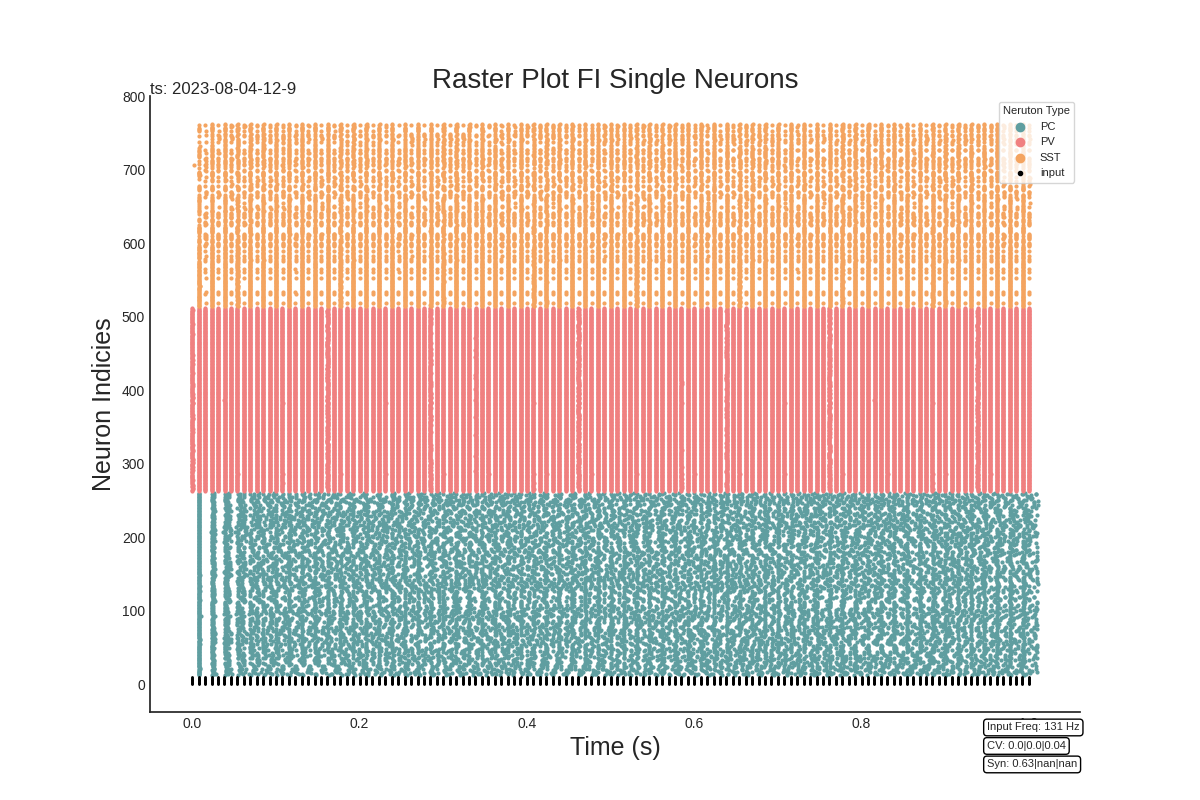 Raster Plot FI Single Neurons
ts: 2023-08-04-12-9
Neruton Type
PC
PV
SST
input
Neuron Indicies
800
700
600
500
400
300
200
100
0
0.0 0.2 0.4 0.6 0.8
Time (s)
Input Freq: 131 Hz
CV: 0.0|0.0|0.04
Syn: 0.63|nan|nan